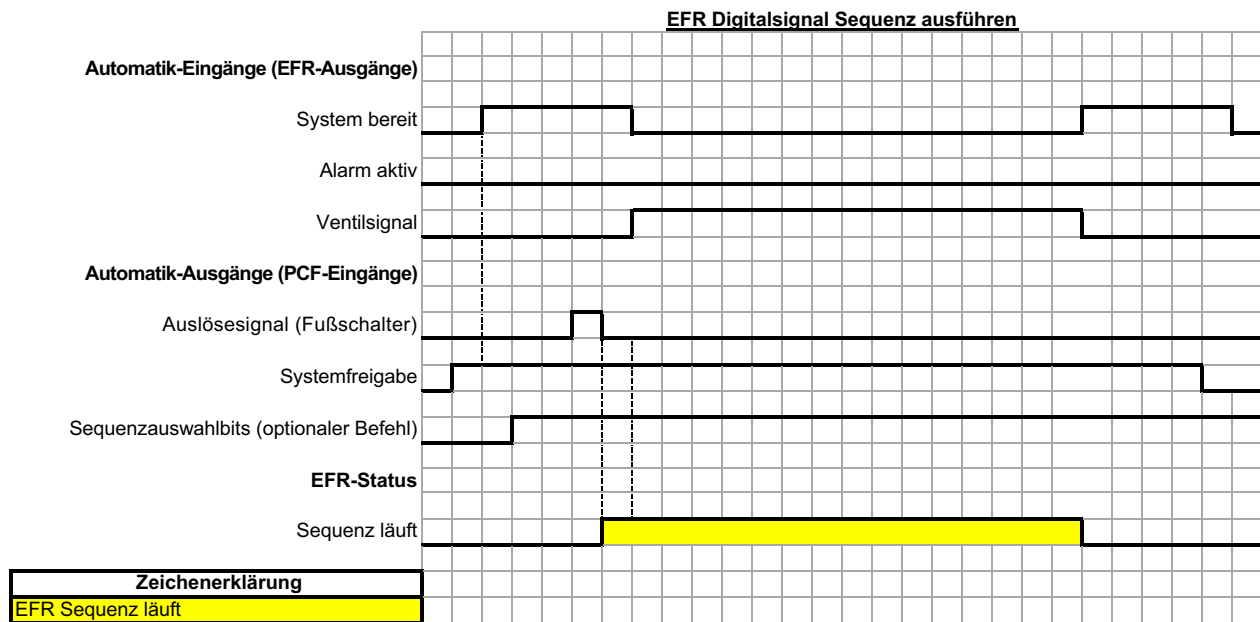 EFR Digitalsignal Sequenz ausführen
Automatik-Eingänge (EFR-Ausgänge)
System bereit
Alarm aktiv
Ventilsignal
Automatik-Ausgänge (PCF-Eingänge)
Auslösesignal (Fußschalter)
Systemfreigabe
Sequenzauswahlbits (optionaler Befehl)
EFR-Status
Sequenz läuft
Zeichenerklärung
EFR Sequenz läuft